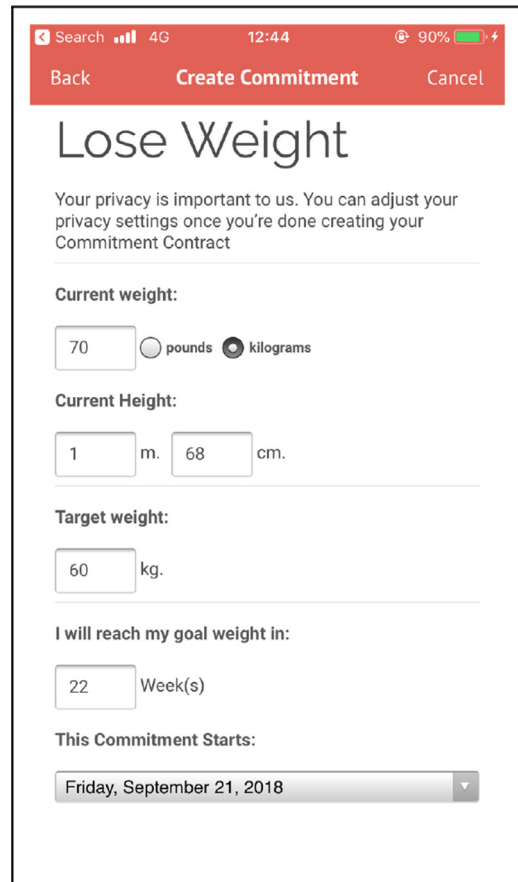 Search 4G 12:44 90%
Back Create Commitment Cancel
Lose Weight
Your privacy is important to us. You can adjust your
privacy settings once you’re done creating your
Commitment Contract
Current weight:
70 pounds kilograms
Current Height:
1 m. 68 cm.
Target weight:
60 kg.
I will reach my goal weight in:
22 Week(s)
This Commitment Starts:
Friday, September 21, 2018